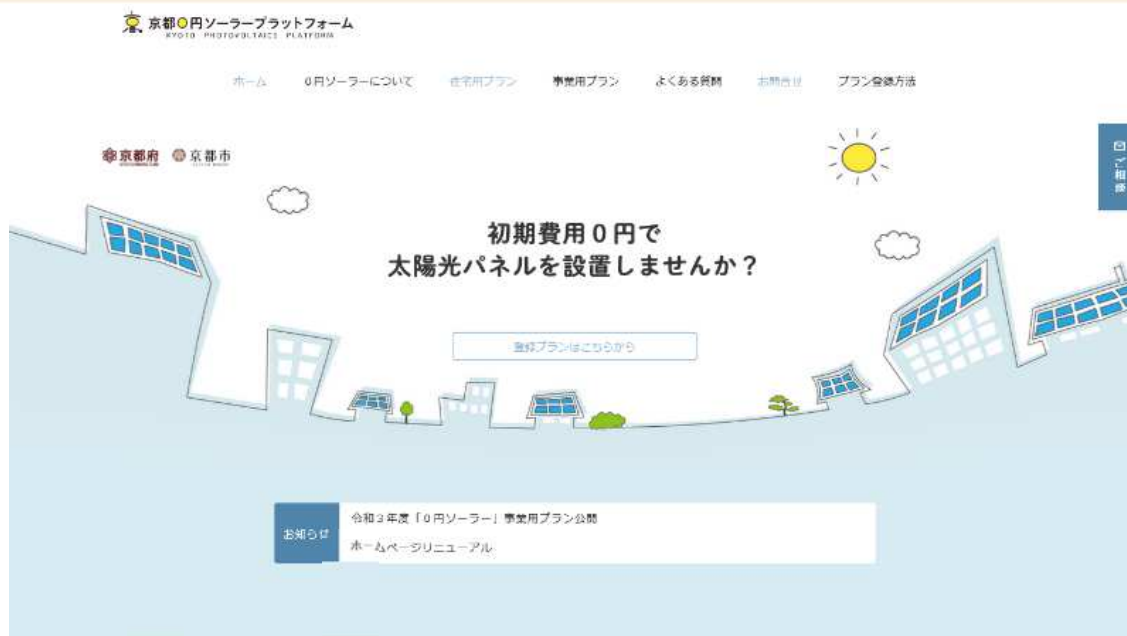 京都０円ソーラープラットフォーム
KYOTO PHOTOVOLTAICS PLATFORM
ホーム　０円ソーラーについて　住宅用プラン　事業用プラン　よくある質問　お問合せ　プラン登録方法
京都府　京都市
ご相談
初期費用０円で
太陽光パネルを設置しませんか？
登録プランはこちらから
お知らせ
令和３年度「０円ソーラー」事業用プラン公開
ホームページリニューアル